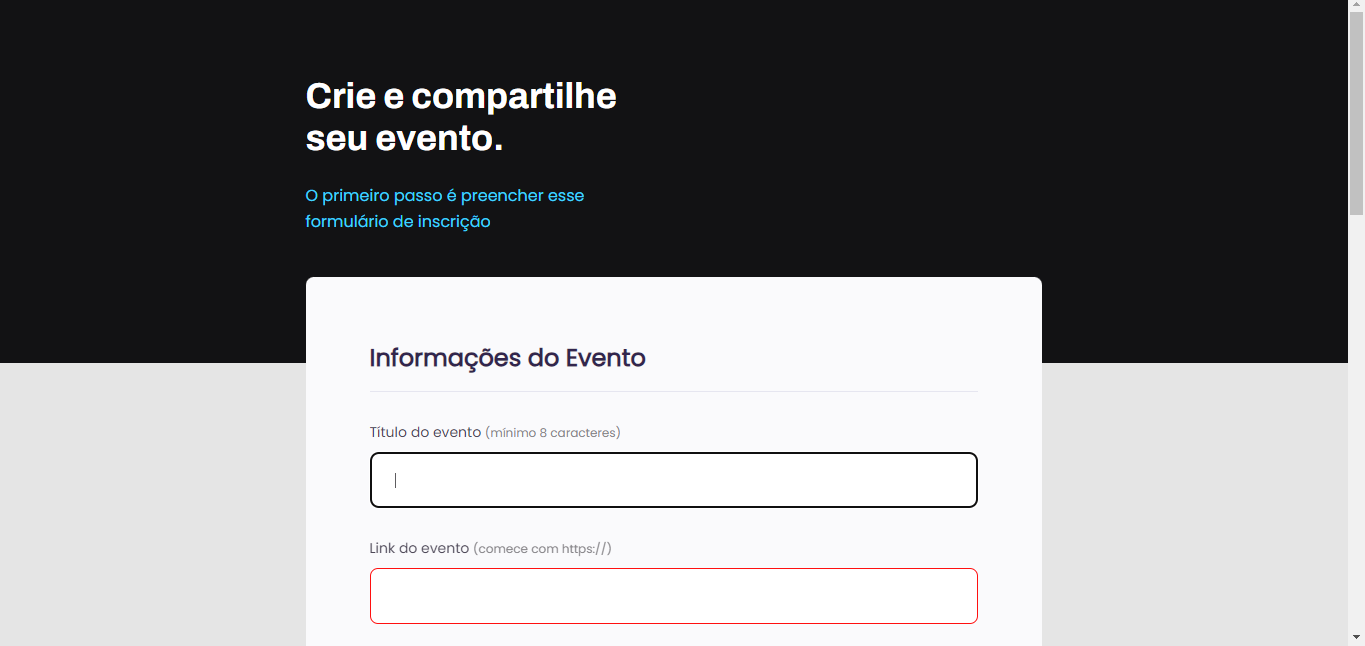 Crie e compartilhe
seu evento.
O primeiro passo é preencher esse
formulário de inscrição
Informações do Evento
Título do evento (mínimo 8 caracteres)
Link do evento (comece com https://)